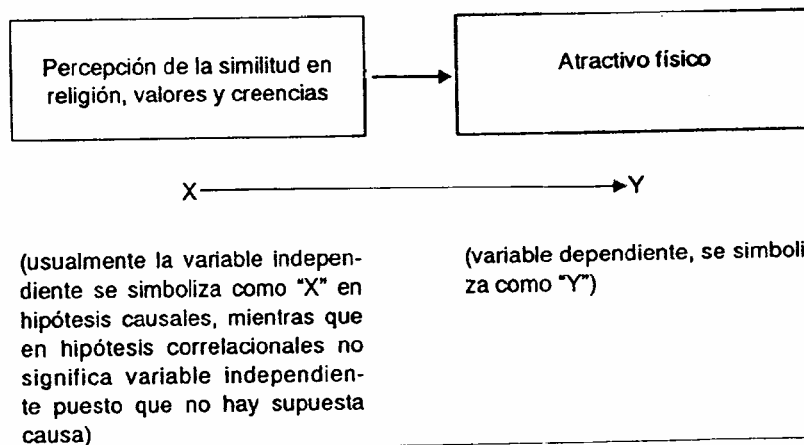 Percepción de la similitud en
religión, valores y creencias
Atractivo físico
X
Y
(usualmente la variable indepen-
diente se simboliza como "X" en
hipótesis causales, mientras que
en hipótesis correlacionales no
significa variable independien-
te puesto que no hay supuesta
causa)
(variable dependiente, se simboli
za como "Y")